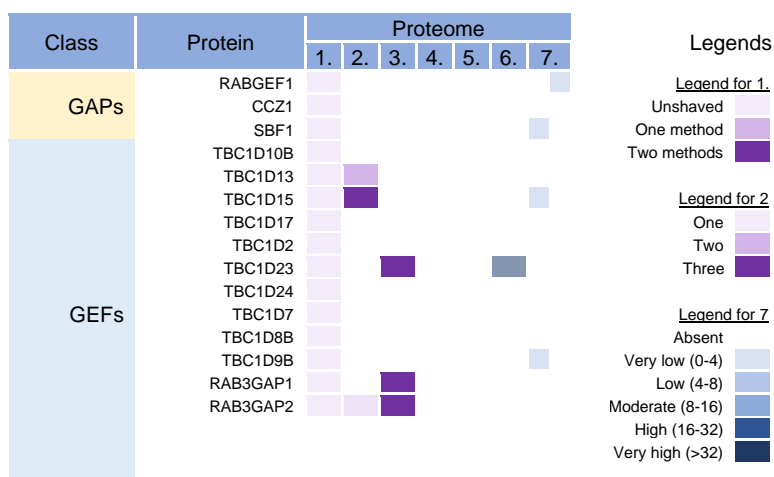 Class Protein Proteome
1. 2. 3. 4. 5. 6. 7.
Legends
GAPs
RABGEF1
CCZ1
SBF1
GEFs
TBC1D10B
TBC1D13
TBC1D15
TBC1D17
TBC1D2
TBC1D23
TBC1D24
TBC1D7
TBC1D8B
TBC1D9B
RAB3GAP1
RAB3GAP2
Legend for 1.
Unshaved
One method
Two methods
Legend for 2
One
Two
Three
Legend for 7
Absent
Very low (0-4)
Low (4-8)
Moderate (8-16)
High (16-32)
Very high (>32)